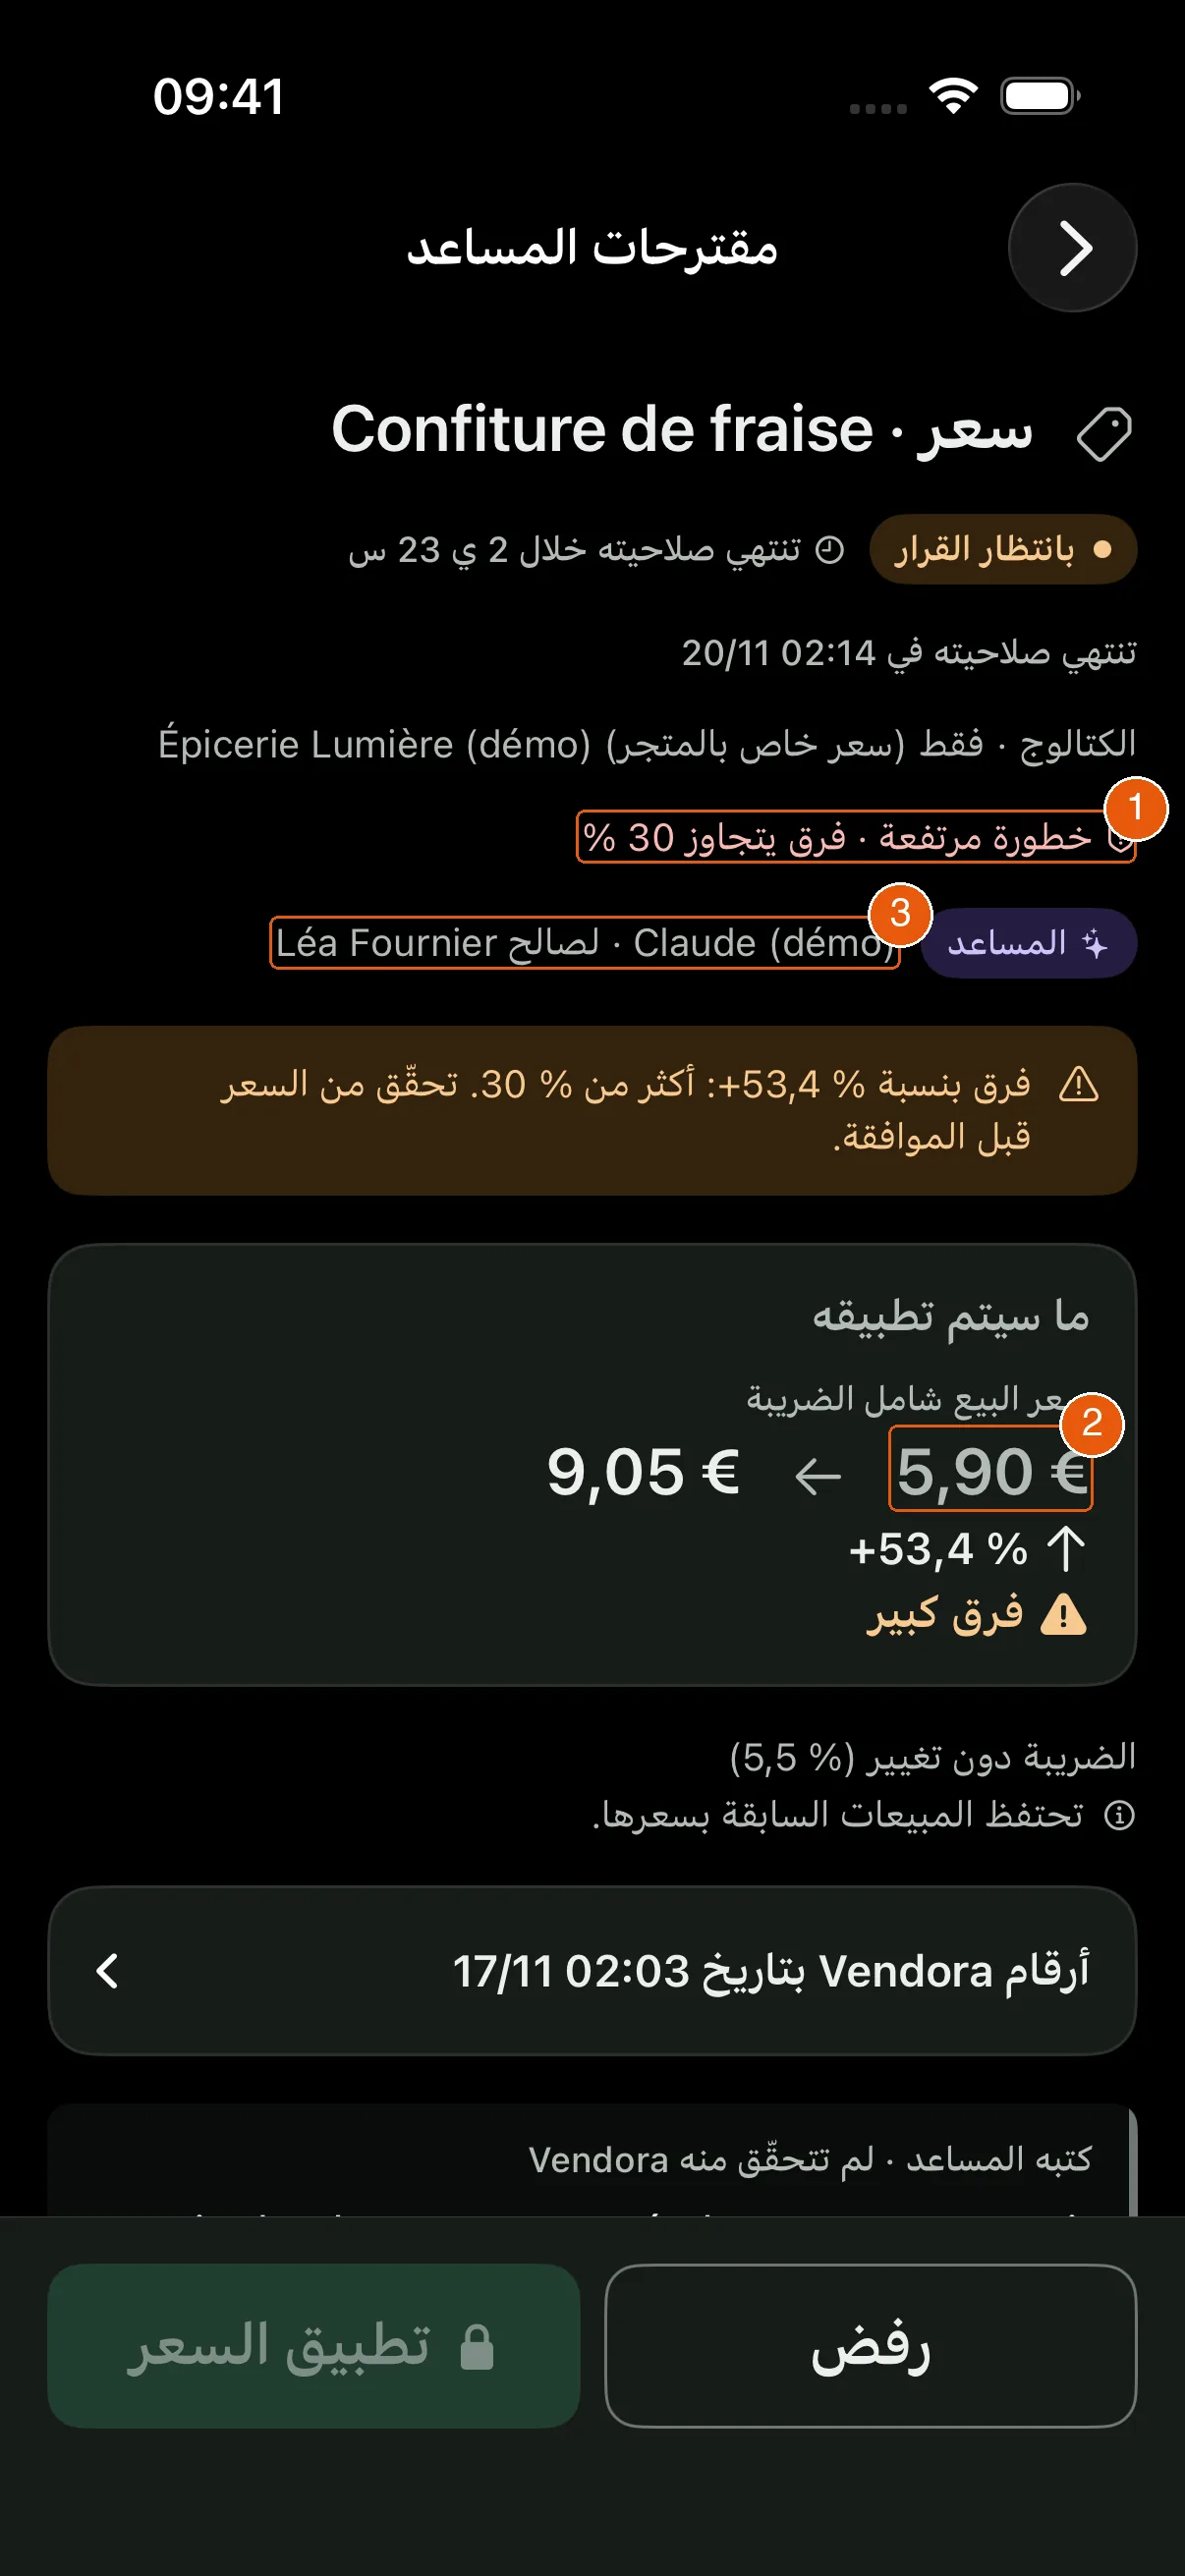 09:41
مقترحات المساعد
سعر · Confiture de fraise
بانتظار القرار
تنتهي صلاحيته خلال 2 ي 23 س
تنتهي صلاحيته في 20/11 02:14
الكتالوج · فقط (سعر خاص بالمتجر) Épicerie Lumière (démo)
1
خطورة مرتفعة · فرق يتجاوز 30 %
3
المساعد
Claude (démo) · لصالح Léa Fournier
فرق بنسبة +53,4 %: أكثر من 30 %. تحقّق من السعر
قبل الموافقة.
ما سيتم تطبيقه
البيع شامل الضريبة
2
5,90 € ← 9,05 €
+53,4 %
فرق كبير
الضريبة دون تغيير (5,5 %)
تحتفظ المبيعات السابقة بسعرها.
أرقام Vendora بتاريخ 17/11 02:03
كتبه المساعد · لم تتحقّق منه Vendora
رفض
تطبيق السعر